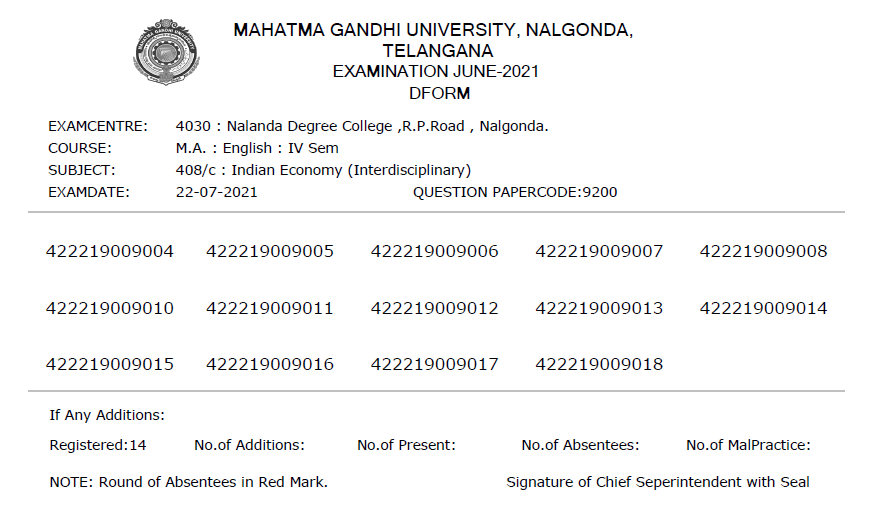 MAHATMA GANDHI UNIVERSITY, NALGONDA,
TELANGANA
EXAMINATION JUNE-2021
DFORM
EXAMCENTRE: 4030 : Nalanda Degree College ,R.P.Road , Nalgonda.
COURSE: M.A. : English : IV Sem
SUBJECT: 408/c : Indian Economy (Interdisciplinary)
EXAMDATE: 22-07-2021 QUESTION PAPERCODE:9200
422219009004 422219009005 422219009006 422219009007 422219009008
422219009010 422219009011 422219009012 422219009013 422219009014
422219009015 422219009016 422219009017 422219009018
If Any Additions:
Registered:14 No.of Additions: No.of Present: No.of Absentees: No.of MalPractice:
NOTE: Round of Absentees in Red Mark. Signature of Chief Seperintendent with Seal